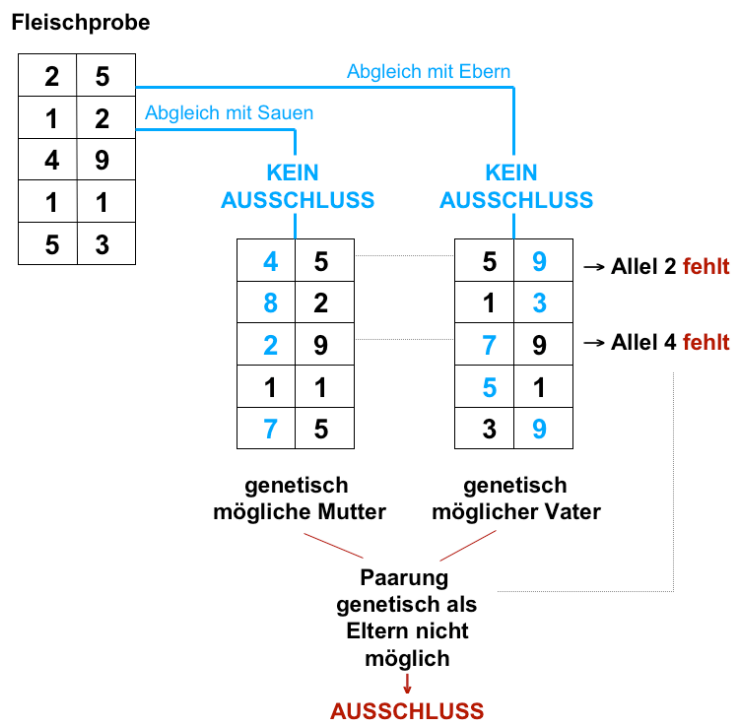 Fleischprobe
2 5
1 2
4 9
1 1
5 3
Abgleich mit Ebern
Abgleich mit Sauen
KEIN
AUSSCHLUSS
KEIN
AUSSCHLUSS
4 5
8 2
2 9
1 1
7 5
5 9
1 3
7 9
5 1
3 9
→ Allel 2 fehlt
→ Allel 4 fehlt
genetisch
mögliche Mutter
genetisch
möglicher Vater
Paarung
genetisch als
Eltern nicht
möglich
AUSSCHLUSS